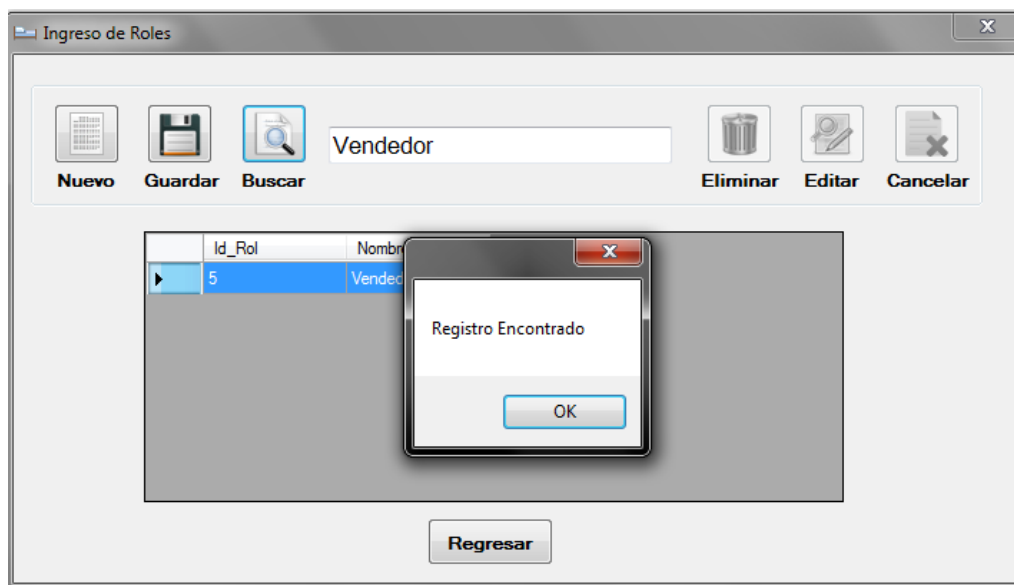 Ingreso de Roles
Vendedor
Nuevo Guardar Buscar Eliminar Editar Cancelar
Id_Rol
5
Registro Encontrado
OK
Regresar